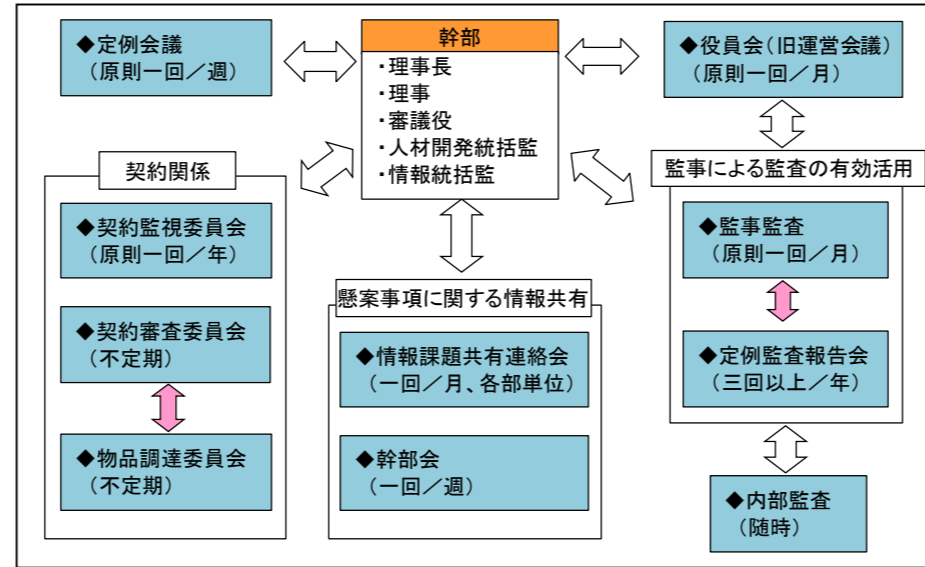 ◆定例会議
(原則一回／週)
幹部
・理事長
・理事
・審議役
・人材開発統括監
・情報統括監
◆役員会(旧運営会議)
(原則一回／月)
契約関係
◆契約監視委員会
(原則一回／年)
◆契約審査委員会
(不定期)
◆物品調達委員会
(不定期)
懸案事項に関する情報共有
◆情報課題共有連絡会
(一回／月、各部単位)
◆幹部会
(一回／週)
監事による監査の有効活用
◆監事監査
(原則一回／月)
◆定例監査報告会
(三回以上／年)
◆内部監査
(随時)